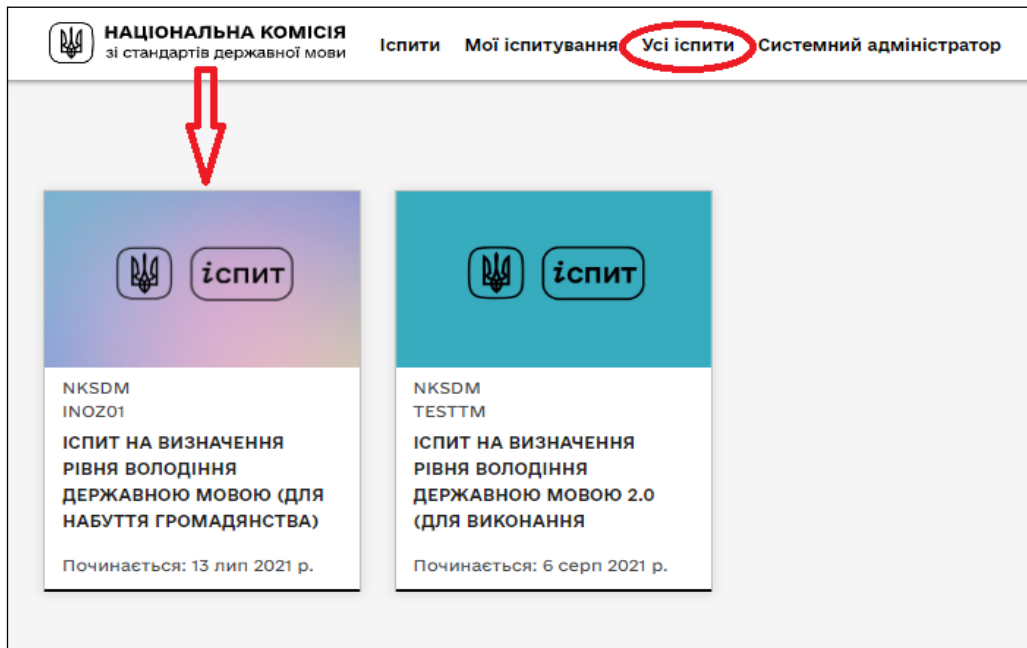 НАЦІОНАЛЬНА КОМІСІЯ
зі стандартів державної мови
Іспити Мої іспитування Усі іспити Системний адміністратор
іспит
NKSDM
INOZ01
ІСПИТ НА ВИЗНАЧЕННЯ
РІВНЯ ВОЛОДІННЯ
ДЕРЖАВНОЮ МОВОЮ (ДЛЯ
НАБУТТЯ ГРОМАДЯНСТВА)
Починається: 13 лип 2021 р.
іспит
NKSDM
TESTTM
ІСПИТ НА ВИЗНАЧЕННЯ
РІВНЯ ВОЛОДІННЯ
ДЕРЖАВНОЮ МОВОЮ 2.0
(ДЛЯ ВИКОНАННЯ
Починається: 6 серп 2021 р.